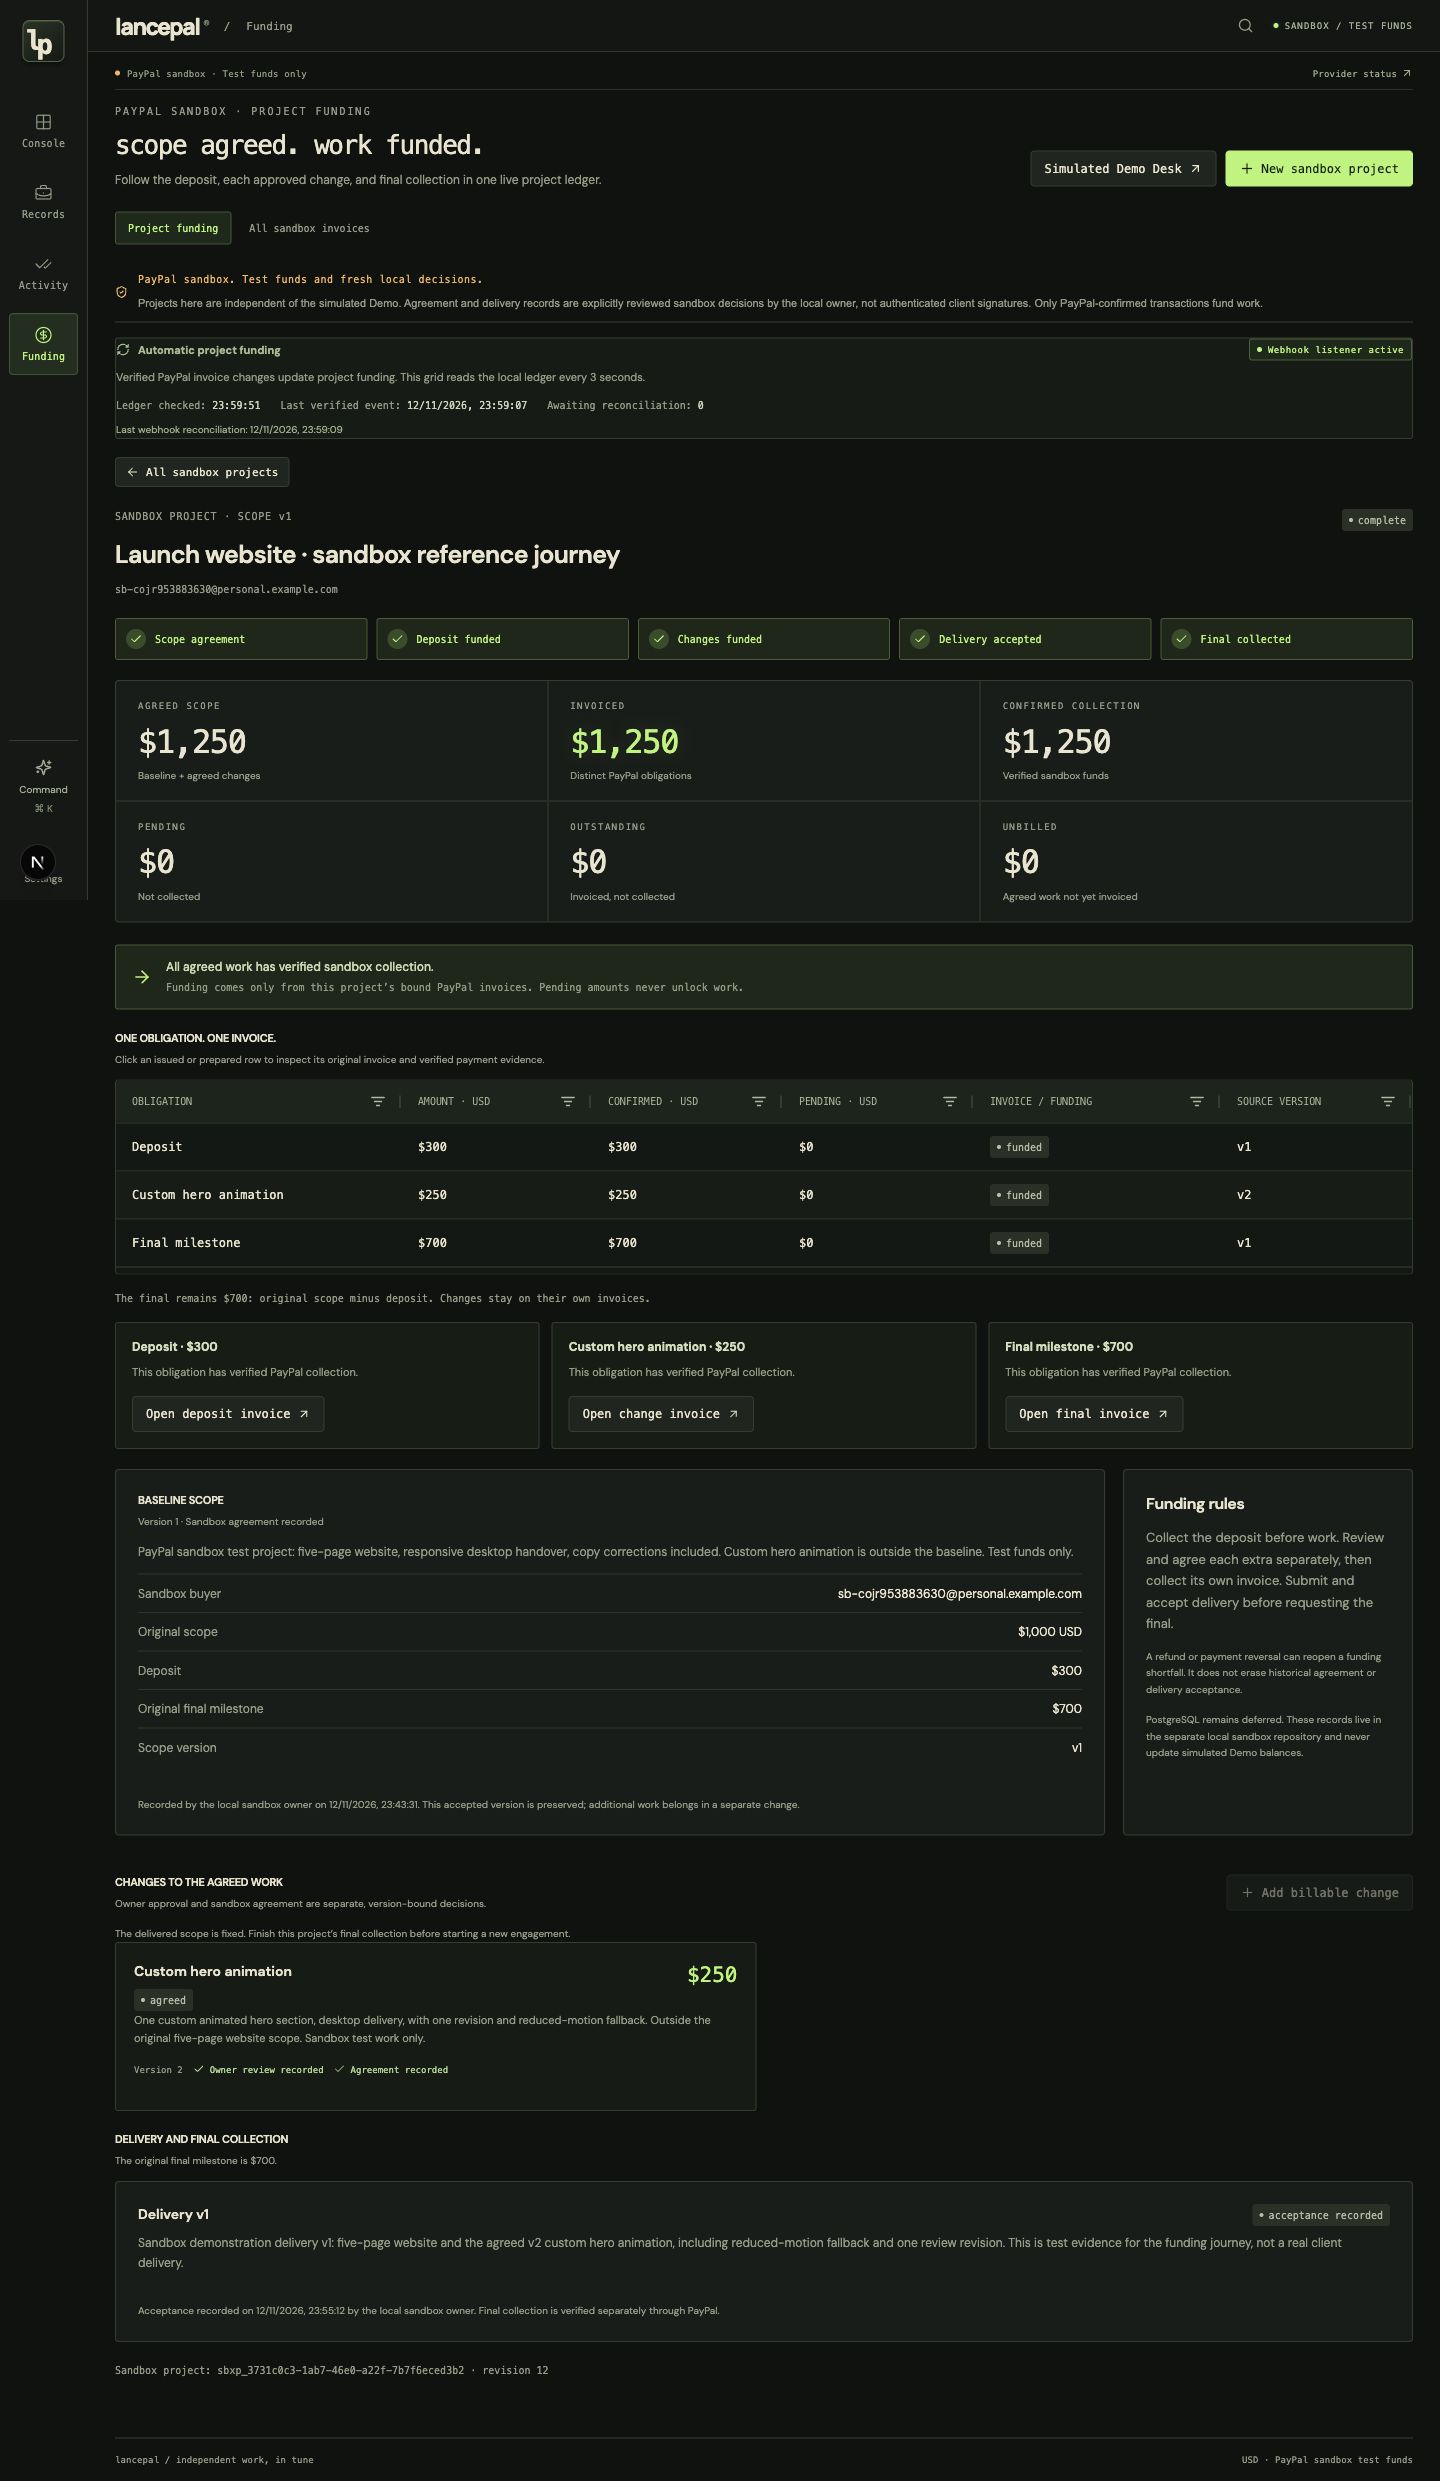 lp
Console
Records
Activity
Funding
Command
⌘ K
N
lancepal ® / Funding
SANDBOX / TEST FUNDS
PayPal sandbox · Test funds only
Provider status
PAYPAL SANDBOX · PROJECT FUNDING
scope agreed. work funded.
Follow the deposit, each approved change, and final collection in one live project ledger.
Simulated Demo Desk
New sandbox project
Project funding
All sandbox invoices
PayPal sandbox. Test funds and fresh local decisions.
Projects here are independent of the simulated Demo. Agreement and delivery records are explicitly reviewed sandbox decisions by the local owner, not authenticated client signatures. Only PayPal-confirmed transactions fund work.
Automatic project funding
Webhook listener active
Verified PayPal invoice changes update project funding. This grid reads the local ledger every 3 seconds.
Ledger checked: 23:59:51 Last verified event: 12/11/2026, 23:59:07 Awaiting reconciliation: 0
Last webhook reconciliation: 12/11/2026, 23:59:09
All sandbox projects
SANDBOX PROJECT · SCOPE v1
complete
Launch website · sandbox reference journey
sb-cojr953883630@personal.example.com
Scope agreement
Deposit funded
Changes funded
Delivery accepted
Final collected
AGREED SCOPE
$1,250
Baseline + agreed changes
INVOICED
$1,250
Distinct PayPal obligations
CONFIRMED COLLECTION
$1,250
Verified sandbox funds
PENDING
$0
Not collected
OUTSTANDING
$0
Invoiced, not collected
UNBILLED
$0
Agreed work not yet invoiced
All agreed work has verified sandbox collection.
Funding comes only from this project's bound PayPal invoices. Pending amounts never unlock work.
ONE OBLIGATION. ONE INVOICE.
Click an issued or prepared row to inspect its original invoice and verified payment evidence.
OBLIGATION AMOUNT · USD CONFIRMED · USD PENDING · USD INVOICE / FUNDING SOURCE VERSION
Deposit $300 $300 $0 funded v1
Custom hero animation $250 $250 $0 funded v2
Final milestone $700 $700 $0 funded v1
The final remains $700: original scope minus deposit. Changes stay on their own invoices.
Deposit · $300
This obligation has verified PayPal collection.
Open deposit invoice
Custom hero animation · $250
This obligation has verified PayPal collection.
Open change invoice
Final milestone · $700
This obligation has verified PayPal collection.
Open final invoice
BASELINE SCOPE
Version 1 · Sandbox agreement recorded
PayPal sandbox test project: five-page website, responsive desktop handover, copy corrections included. Custom hero animation is outside the baseline. Test funds only.
Sandbox buyer sb-cojr953883630@personal.example.com
Original scope $1,000 USD
Deposit $300
Original final milestone $700
Scope version v1
Recorded by the local sandbox owner on 12/11/2026, 23:43:31. This accepted version is preserved; additional work belongs in a separate change.
Funding rules
Collect the deposit before work. Review
and agree each extra separately, then
collect its own invoice. Submit and
accept delivery before requesting the
final.
A refund or payment reversal can reopen a funding
shortfall. It does not erase historical agreement or
delivery acceptance.
PostgreSQL remains deferred. These records live in
the separate local sandbox repository and never
update simulated Demo balances.
CHANGES TO THE AGREED WORK
Owner approval and sandbox agreement are separate, version-bound decisions.
Add billable change
The delivered scope is fixed. Finish this project's final collection before starting a new engagement.
Custom hero animation
$250
agreed
One custom animated hero section, desktop delivery, with one revision and reduced-motion fallback. Outside the
original five-page website scope. Sandbox test work only.
Version 2 Owner review recorded Agreement recorded
DELIVERY AND FINAL COLLECTION
The original final milestone is $700.
Delivery v1
acceptance recorded
Sandbox demonstration delivery v1: five-page website and the agreed v2 custom hero animation, including reduced-motion fallback and one review revision. This is test evidence for the funding journey, not a real client
delivery.
Acceptance recorded on 12/11/2026, 23:55:12 by the local sandbox owner. Final collection is verified separately through PayPal.
Sandbox project: sbxp_3731c0c3-1ab7-46e0-a22f-7b7f6eced3b2 · revision 12
lancepal / independent work, in tune
USD · PayPal sandbox test funds